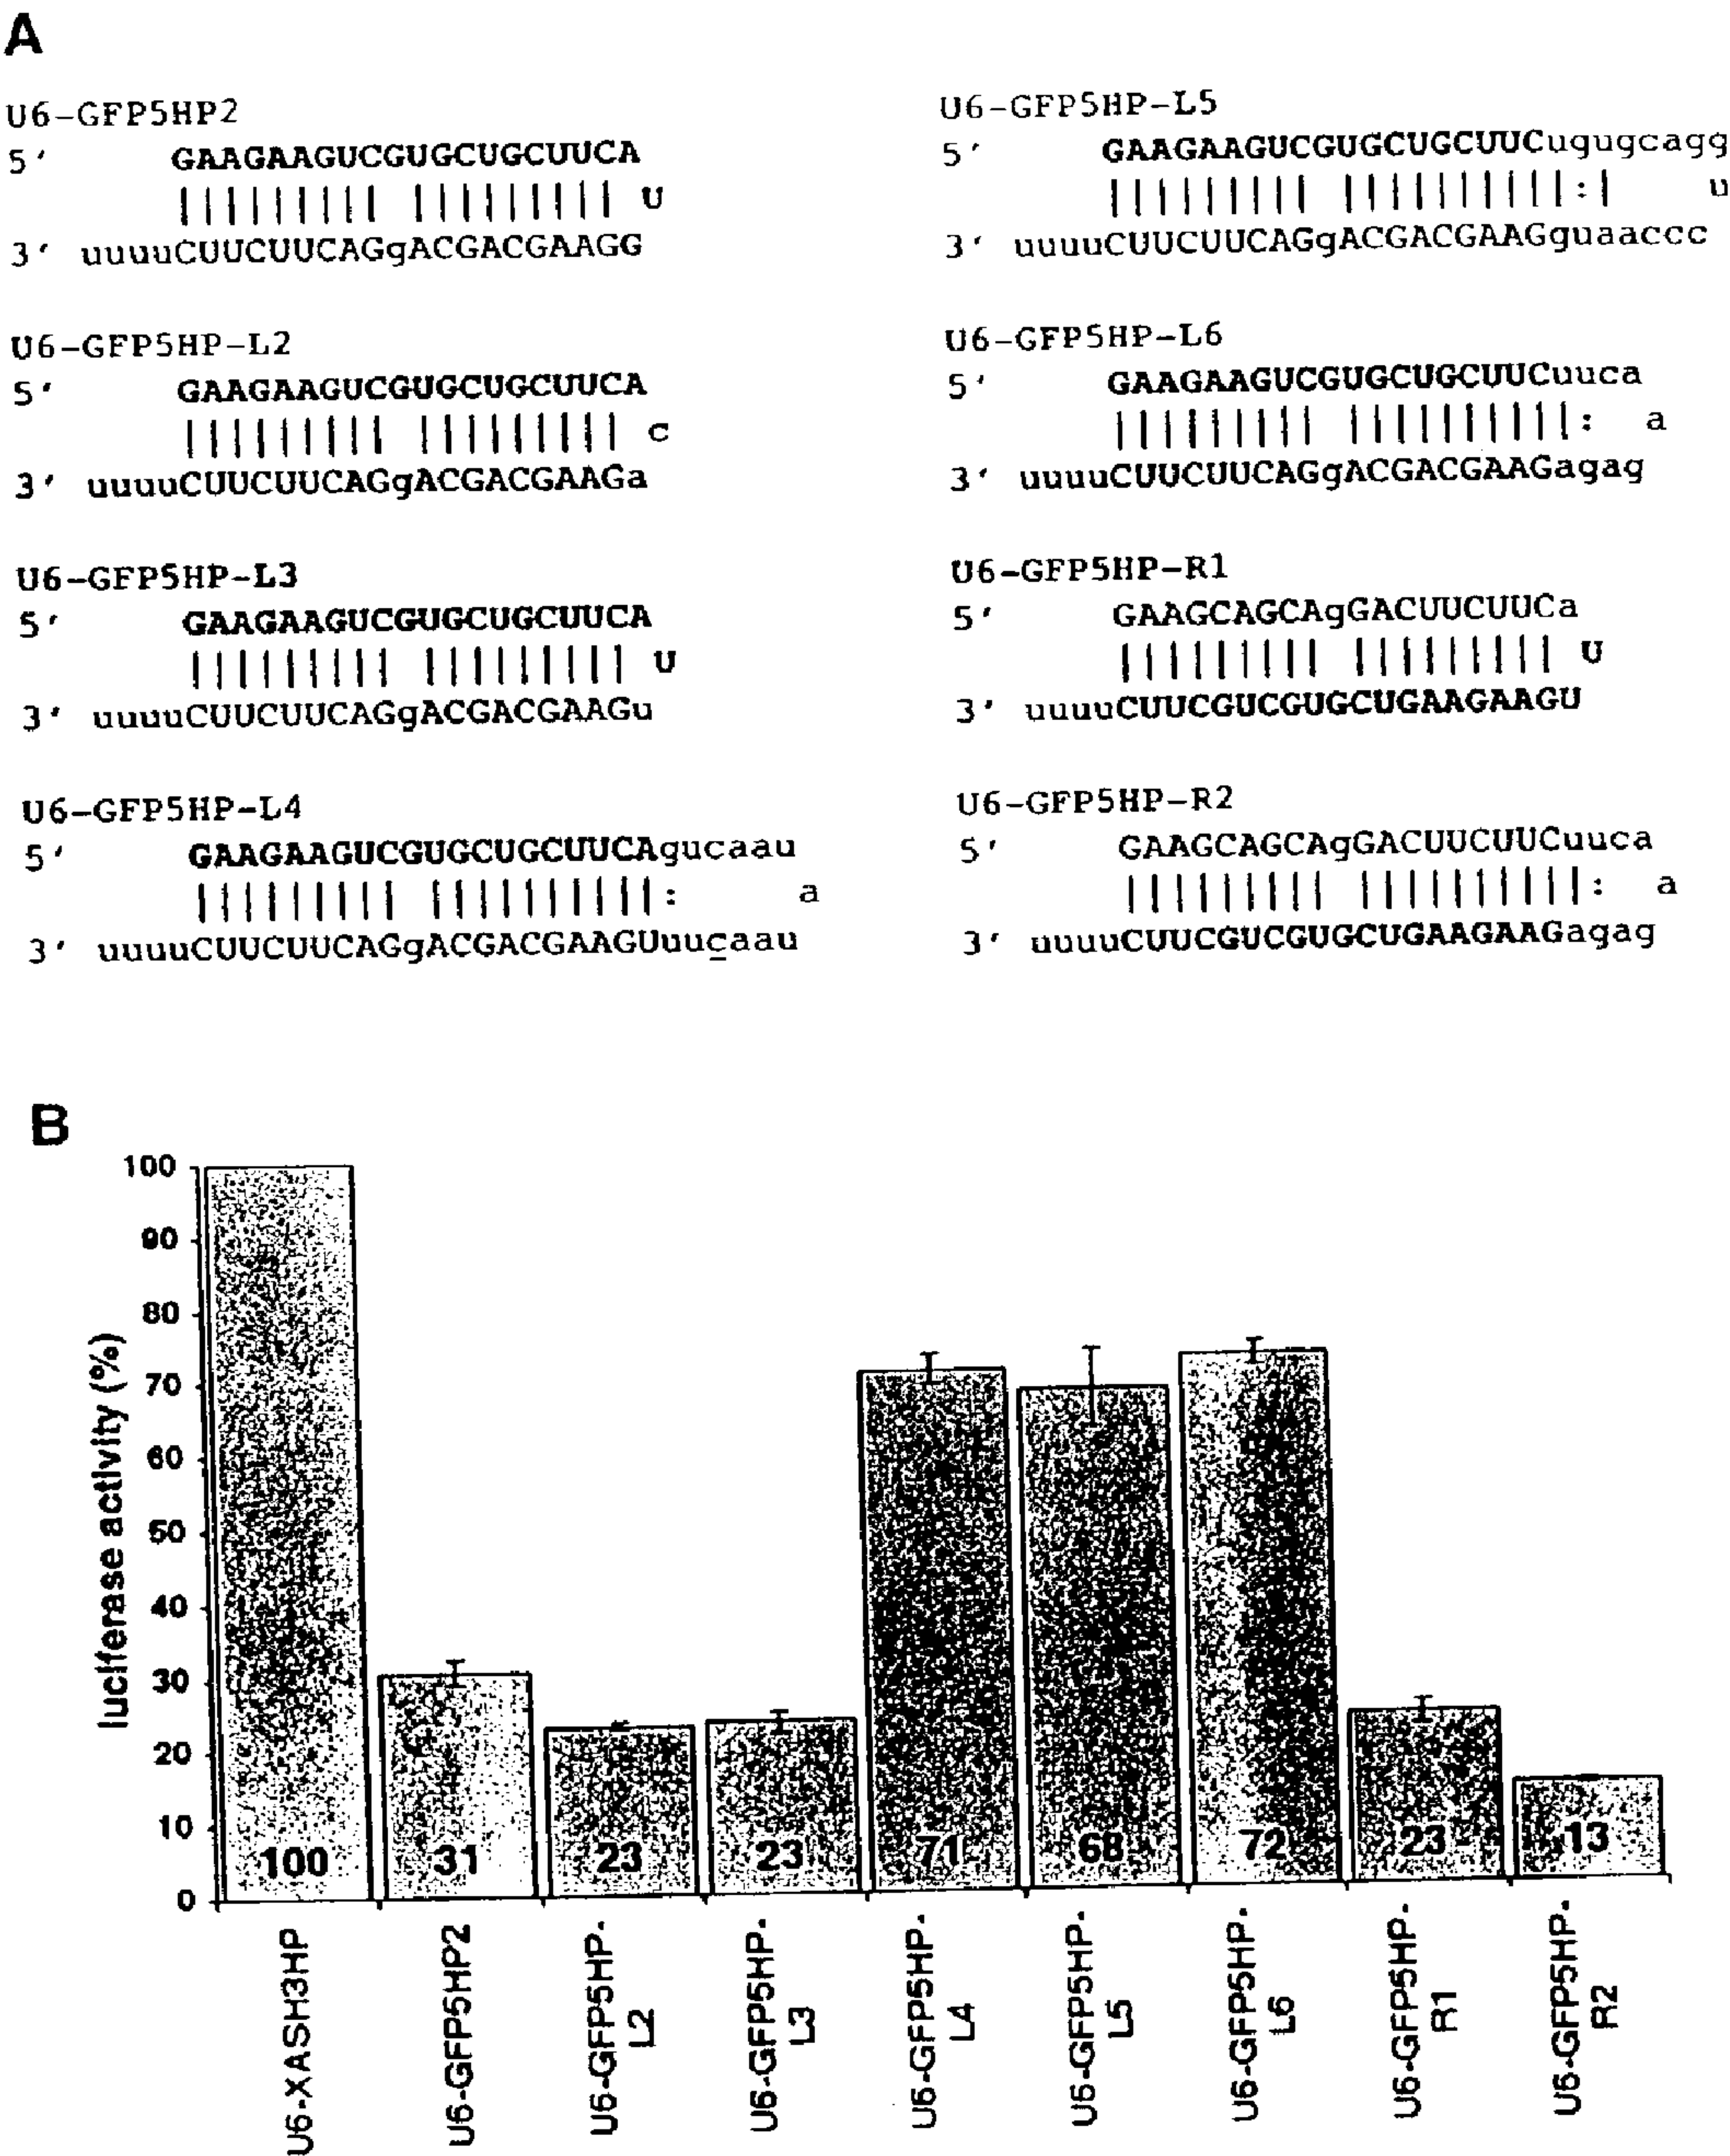 A
U6-GFP5HP2
5' GAAGAAGUCGUGCUGCUUCA
||||||||| ||||||||| U
3' uuuuCUUCUUCAGgACGACGAAGG
U6-GFP5HP-L2
5' GAAGAAGUCGUGCUGCUUCA
||||||||| ||||||||| c
3' uuuuCUUCUUCAGgACGACGAAGa
U6-GFP5HP-L3
5' GAAGAAGUCGUGCUGCUUCA
||||||||| ||||||||| U
3' uuuuCUUCUUCAGgACGACGAAGu
U6-GFP5HP-L4
5' GAAGAAGUCGUGCUGCUUCAgucaau
||||||||| ||||||||||: a
3' uuuuCUUCUUCAGgACGACGAAGUuucaau
U6-GFP5HP-L5
5' GAAGAAGUCGUGCUGCUUCugugcagg
||||||||| ||||||||||:| u
3' uuuuCUUCUUCAGgACGACGAAGguaaccc
U6-GFP5HP-L6
5' GAAGAAGUCGUGCUGCUUCuuca
||||||||| ||||||||||: a
3' uuuuCUUCUUCAGgACGACGAAGagag
U6-GFP5HP-R1
5' GAAGCAGCAgGACUUCUUCa
||||||||| ||||||||| U
3' uuuuCUUCGUCGUGCUGAAGAAGU
U6-GFP5HP-R2
5' GAAGCAGCAgGACUUCUUCuuca
||||||||| ||||||||||: a
3' uuuuCUUCGUCGUGCUGAAGAAGagag
B
luciferase activity (%)
100
90
80
70
60
50
40
30
20
10
0
100
31
23
23
71
68
72
23
13
U6-XASH3HP
U6-GFP5HP2
U6-GFP5HP-
L2
U6-GFP5HP-
L3
U6-GFP5HP-
L4
U6-GFP5HP-
L5
U6-GFP5HP-
L6
U6-GFP5HP-
R1
U6-GFP5HP-
R2